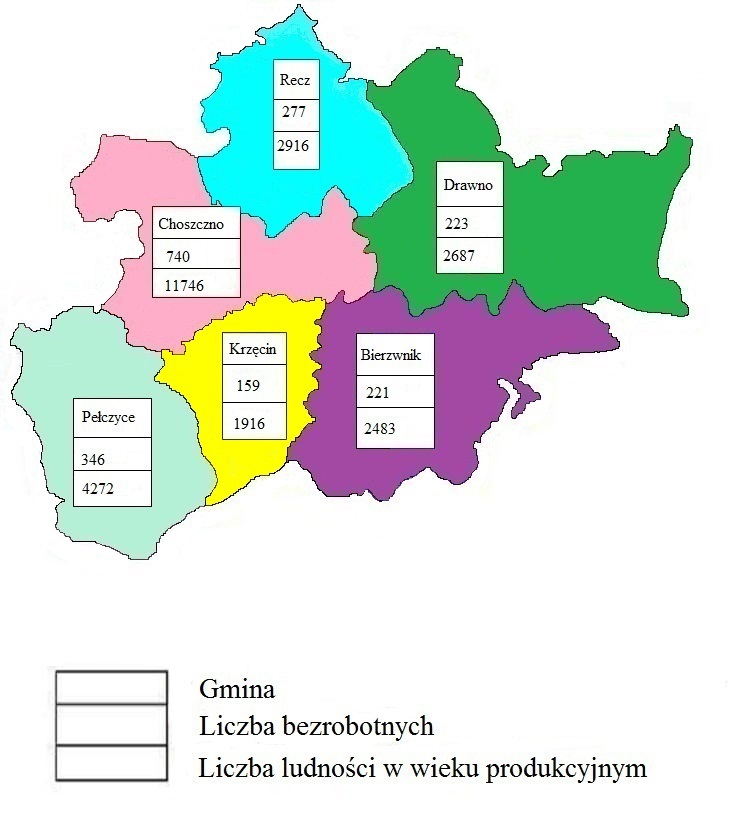 Recz
277
2916
Drawno
223
2687
Choszczno
740
11746
Krzęcin
159
1916
Bierzwnik
221
2483
Pełczyce
346
4272
Gmina
Liczba bezrobotnych
Liczba ludności w wieku produkcyjnym